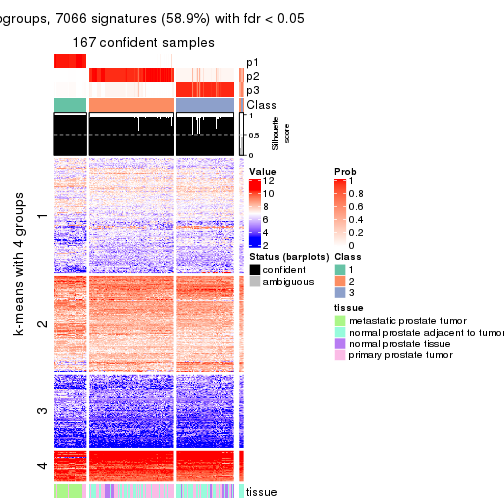 ogroups, 7066 signatures (58.9%) with fdr < 0.05
167 confident samples
p1
p2
p3
Class
1
0.5
0
Silhouette
score
k-means with 4 groups
1
2
3
4
tissue
Value
12
10
8
6
4
2
Prob
1
0.8
0.6
0.4
0.2
0
Status (barplots)
confident
ambiguous
Class
1
2
3
tissue
metastatic prostate tumor
normal prostate adjacent to tumor
normal prostate tissue
primary prostate tumor